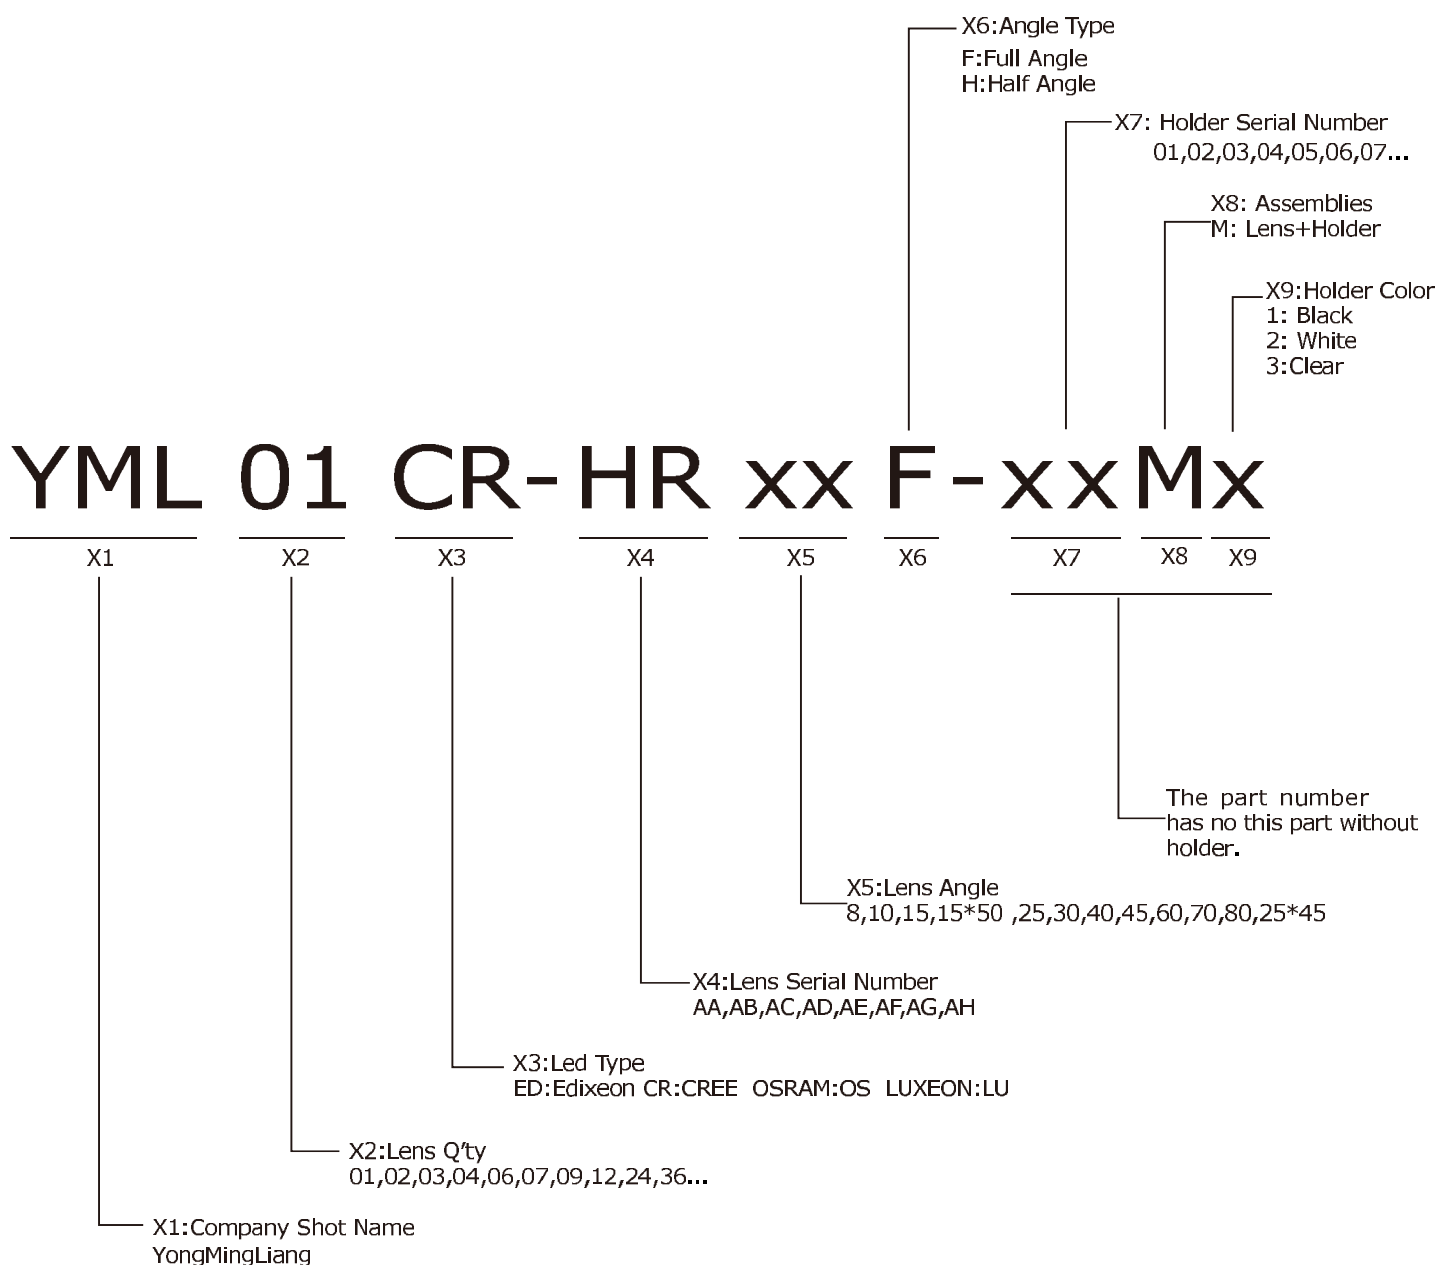 X6:Angle Type
F:Full Angle
H:Half Angle
X7: Holder Serial Number
01,02,03,04,05,06,07...
X8: Assemblies
M: Lens+Holder
X9:Holder Color
1: Black
2: White
3:Clear
YML 01 CR-HR xx F-xxMx
X1 X2 X3 X4 X5 X6 X7 X8 X9
The part number
has no this part without
holder.
X5:Lens Angle
8,10,15,15*50 ,25,30,40,45,60,70,80,25*45
X4:Lens Serial Number
AA,AB,AC,AD,AE,AF,AG,AH
X3:Led Type
ED:Edixeon CR:CREE OSRAM:OS LUXEON:LU
X2:Lens Q'ty
01,02,03,04,06,07,09,12,24,36...
X1:Company Shot Name
YongMingLiang